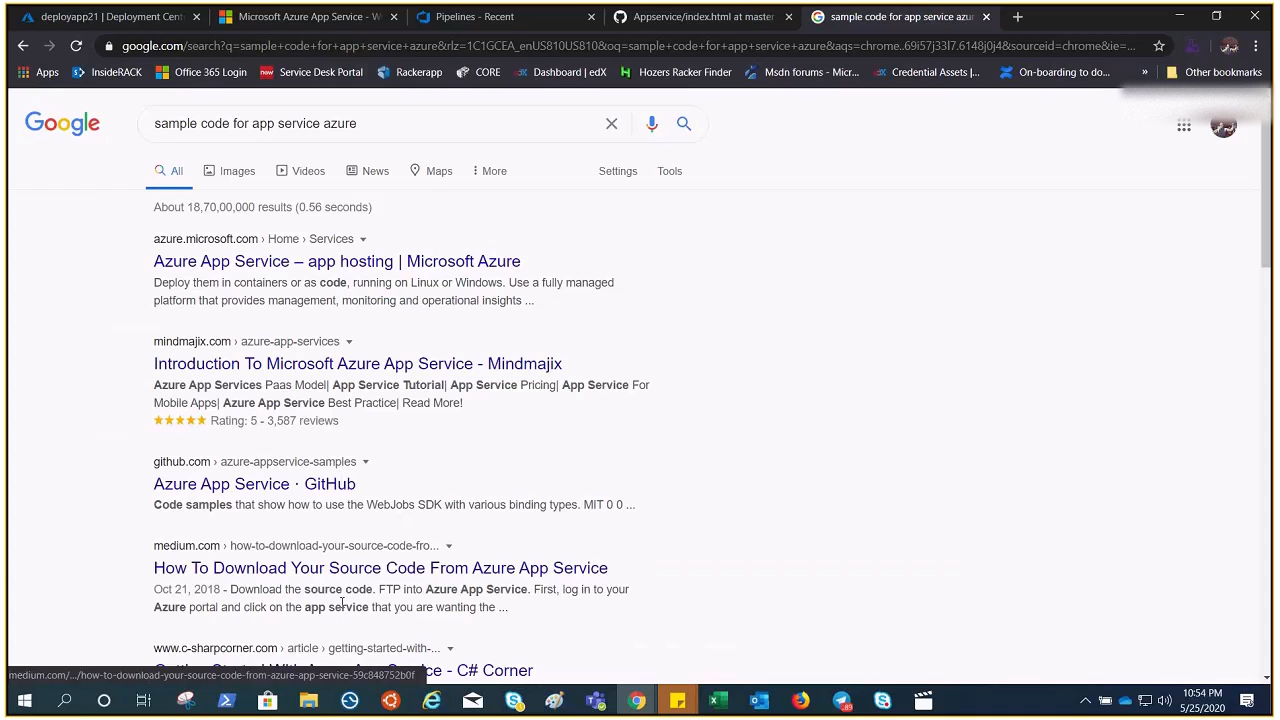 deployapp21 | Deployment Cent
Microsoft Azure App Service - W
Pipelines - Recent
Appservice/index.html at master
sample code for app service azur
google.com/search?q=sample+code+for+app+service+azure&rlz=1C1GCEA_enUS810US810&oq=sample+code+for+app+service+azure&aqs=chrome..69i57j33l7.6148j0j4&sourceid=chrome&ie=...
Apps
InsideRACK
Office 365 Login
new Service Desk Portal
Rackerapp
CORE
Dashboard | edX
Hozers Racker Finder
Msdn forums - Micr...
Credential Assets |...
On-boarding to do...
»
Other bookmarks
Google
sample code for app service azure
All Images Videos News Maps More Settings Tools
About 18,70,00,000 results (0.56 seconds)
azure.microsoft.com › Home › Services
Azure App Service – app hosting | Microsoft Azure
Deploy them in containers or as code, running on Linux or Windows. Use a fully managed
platform that provides management, monitoring and operational insights ...
mindmajix.com › azure-app-services
Introduction To Microsoft Azure App Service - Mindmajix
Azure App Services Paas Model| App Service Tutorial| App Service Pricing| App Service For
Mobile Apps| Azure App Service Best Practice| Read More!
★★★★★ Rating: 5 - 3,587 reviews
github.com › azure-appservice-samples
Azure App Service · GitHub
Code samples that show how to use the WebJobs SDK with various binding types. MIT 0 0 ...
medium.com › how-to-download-your-source-code-fro...
How To Download Your Source Code From Azure App Service
Oct 21, 2018 - Download the source code. FTP into Azure App Service. First, log in to your
Azure portal and click on the app service that you are wanting the ...
www.c-sharpcorner.com › article › getting-started-with-...
Getting Started With Azure App Service - C# Corner
medium.com/.../how-to-download-your-source-code-from-azure-app-service-59c848752b0f
89
10:54 PM
5/25/2020